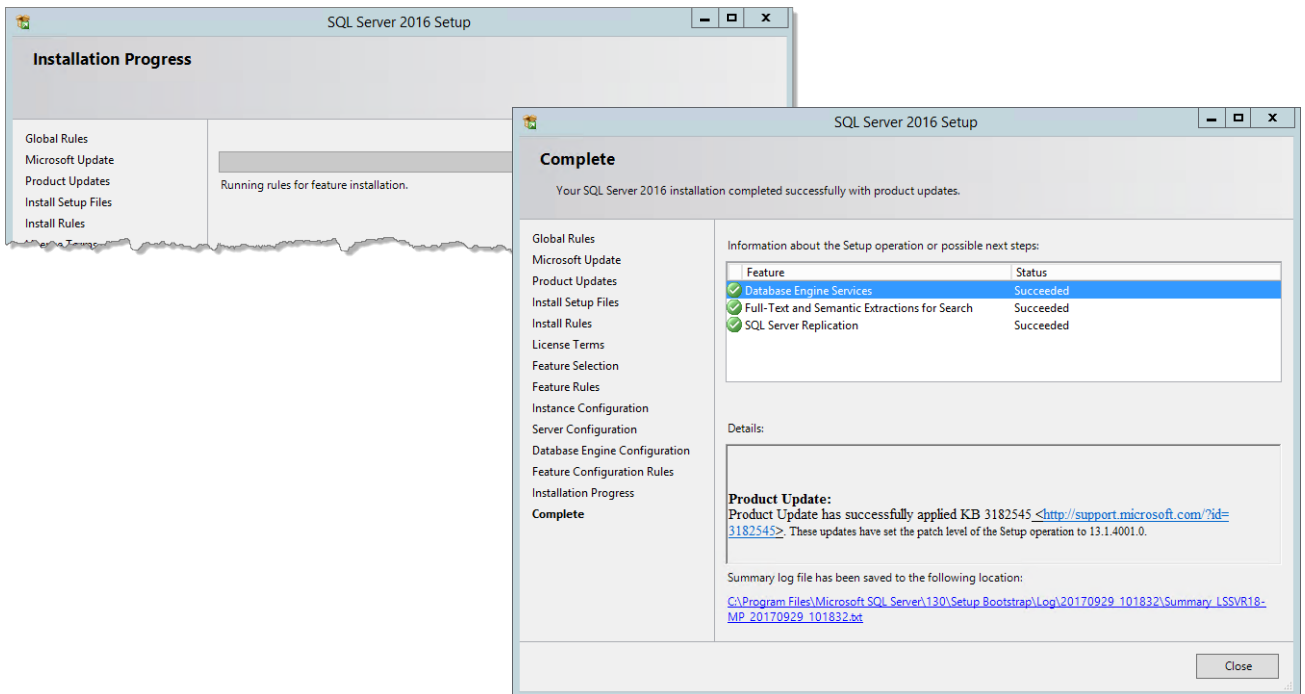 SQL Server 2016 Setup
Installation Progress
Global Rules
Microsoft Update
Product Updates
Install Setup Files
Install Rules
License Terms
Running rules for feature installation.
SQL Server 2016 Setup
Complete
Your SQL Server 2016 installation completed successfully with product updates.
Global Rules
Microsoft Update
Product Updates
Install Setup Files
Install Rules
License Terms
Feature Selection
Feature Rules
Instance Configuration
Server Configuration
Database Engine Configuration
Feature Configuration Rules
Installation Progress
Complete
Information about the Setup operation or possible next steps:
Feature Status
Database Engine Services Succeeded
Full-Text and Semantic Extractions for Search Succeeded
SQL Server Replication Succeeded
Details:
Product Update:
Product Update has successfully applied KB 3182545 <http://support.microsoft.com/?id=
3182545>. These updates have set the patch level of the Setup operation to 13.1.4001.0.
Summary log file has been saved to the following location:
C:\Program Files\Microsoft SQL Server\130\Setup Bootstrap\Log\20170929_101832\Summary_LSSVR18-
MP_20170929_101832.txt
Close